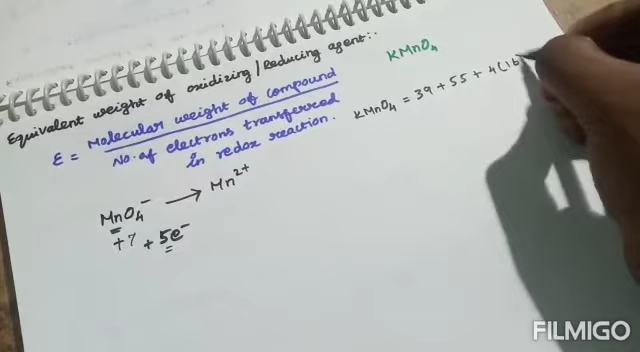 Equivalent weight of oxidizing/Reducing agent:-
KMnO₄
E = Molecular weight of compound
No. of electrons transferred
in redox reaction.
KMnO₄ = 39 + 55 + 4(16
MnO₄⁻ → Mn²⁺
+7 + 5e⁻
FILMIGO